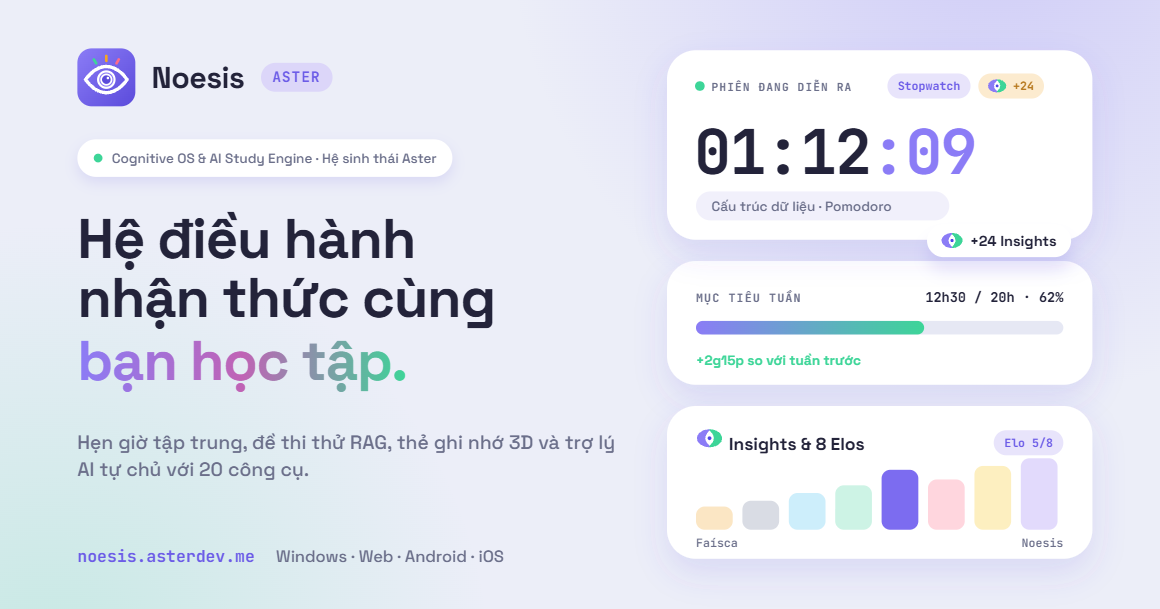 Noesis
ASTER
Cognitive OS & AI Study Engine · Hệ sinh thái Aster
Hệ điều hành
nhận thức cùng
bạn học tập.
Hẹn giờ tập trung, đề thi thử RAG, thẻ ghi nhớ 3D và trợ lý
AI tự chủ với 20 công cụ.
noesis.asterdev.me
Windows · Web · Android · iOS
PHIÊN ĐANG DIỄN RA
Stopwatch
+24
01:12:09
Cấu trúc dữ liệu · Pomodoro
+24 Insights
MỤC TIÊU TUẦN
12h30 / 20h · 62%
+2g15p so với tuần trước
Insights & 8 Elos
Elo 5/8
Faísca
Noesis